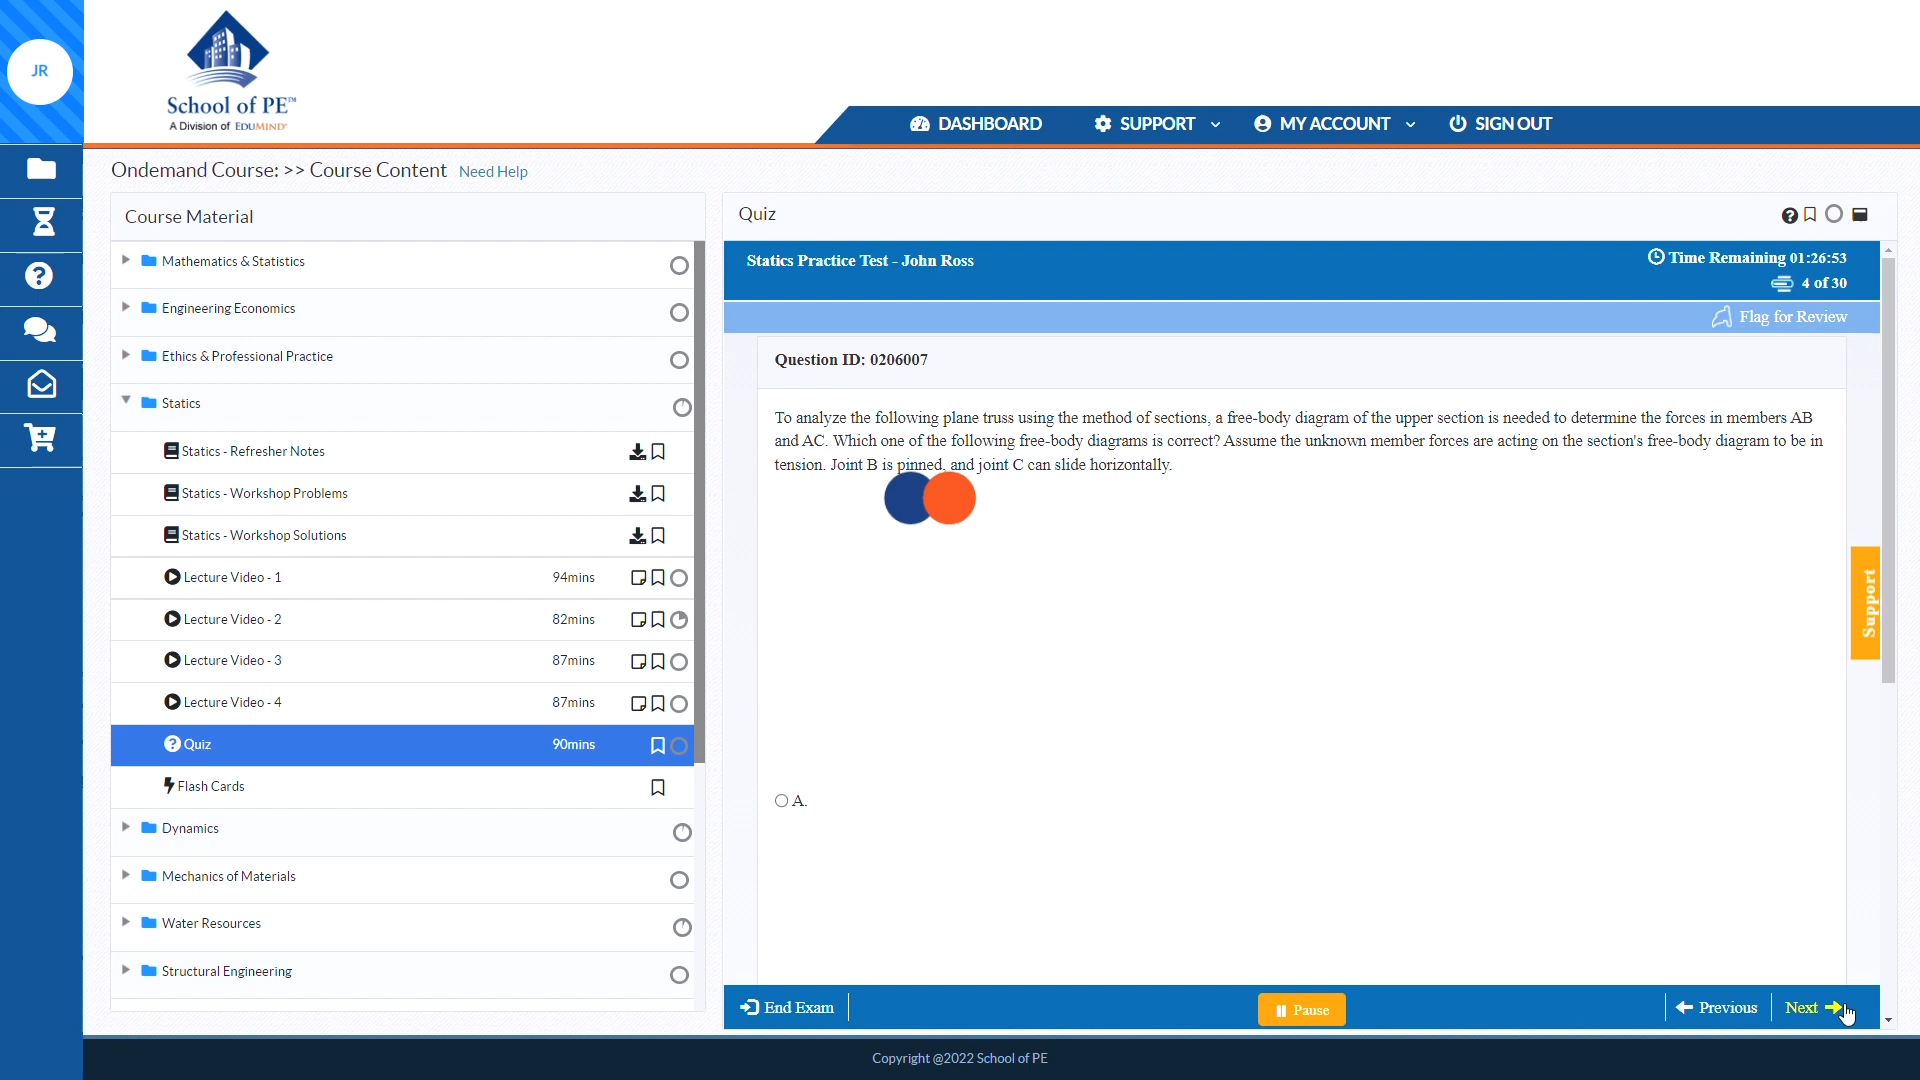 JR
School of PE™
A Division of EDUMIND®
DASHBOARD
SUPPORT
MY ACCOUNT
SIGN OUT
Ondemand Course: >> Course Content
Need Help
Course Material
Mathematics & Statistics
Engineering Economics
Ethics & Professional Practice
Statics
Statics - Refresher Notes
Statics - Workshop Problems
Statics - Workshop Solutions
Lecture Video - 1 94mins
Lecture Video - 2 82mins
Lecture Video - 3 87mins
Lecture Video - 4 87mins
Quiz 90mins
Flash Cards
Dynamics
Mechanics of Materials
Water Resources
Structural Engineering
Quiz
Statics Practice Test - John Ross
Time Remaining 01:26:53
4 of 30
Flag for Review
Question ID: 0206007
To analyze the following plane truss using the method of sections, a free-body diagram of the upper section is needed to determine the forces in members AB
and AC. Which one of the following free-body diagrams is correct? Assume the unknown member forces are acting on the section's free-body diagram to be in
tension. Joint B is pinned, and joint C can slide horizontally.
A.
Support
End Exam
Pause
Previous
Next
Copyright @2022 School of PE